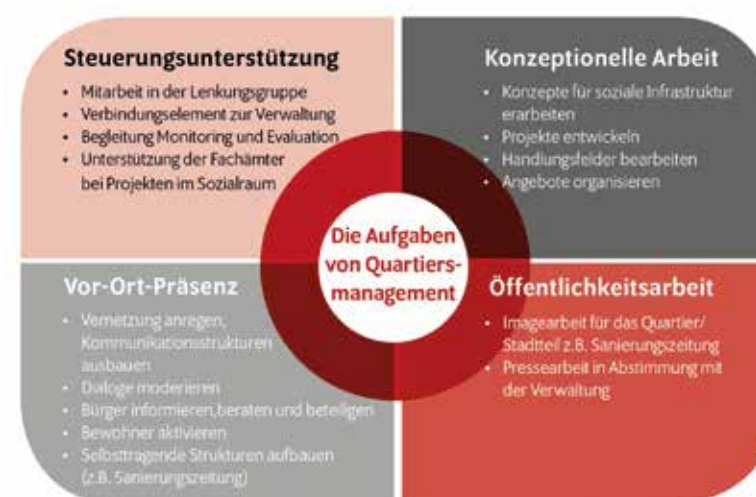 Steuerungsunterstützung
• Mitarbeit in der Lenkungsgruppe
• Verbindungselement zur Verwaltung
• Begleitung Monitoring und Evaluation
• Unterstützung der Fachämter
bei Projekten im Sozialraum
Konzeptionelle Arbeit
• Konzepte für soziale Infrastruktur
erarbeiten
• Projekte entwickeln
• Handlungsfelder bearbeiten
• Angebote organisieren
Die Aufgaben
von Quartiers-
management
Vor-Ort-Präsenz
• Vernetzung anregen,
Kommunikationsstrukturen
ausbauen
• Dialoge moderieren
• Bürger informieren,beraten und beteiligen
• Bewohner aktivieren
• Selbsttragende Strukturen aufbauen
(z.B. Sanierungszeitung)
Öffentlichkeitsarbeit
• Imagearbeit für das Quartier/
Stadtteil z.B. Sanierungszeitung
• Pressearbeit in Abstimmung mit
der Verwaltung